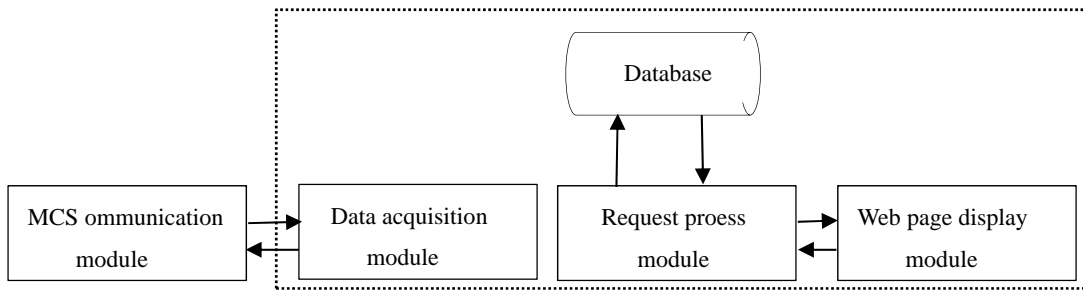 Database
MCS ommunication
module
Data acquisition
module
Request proess
module
Web page display
module